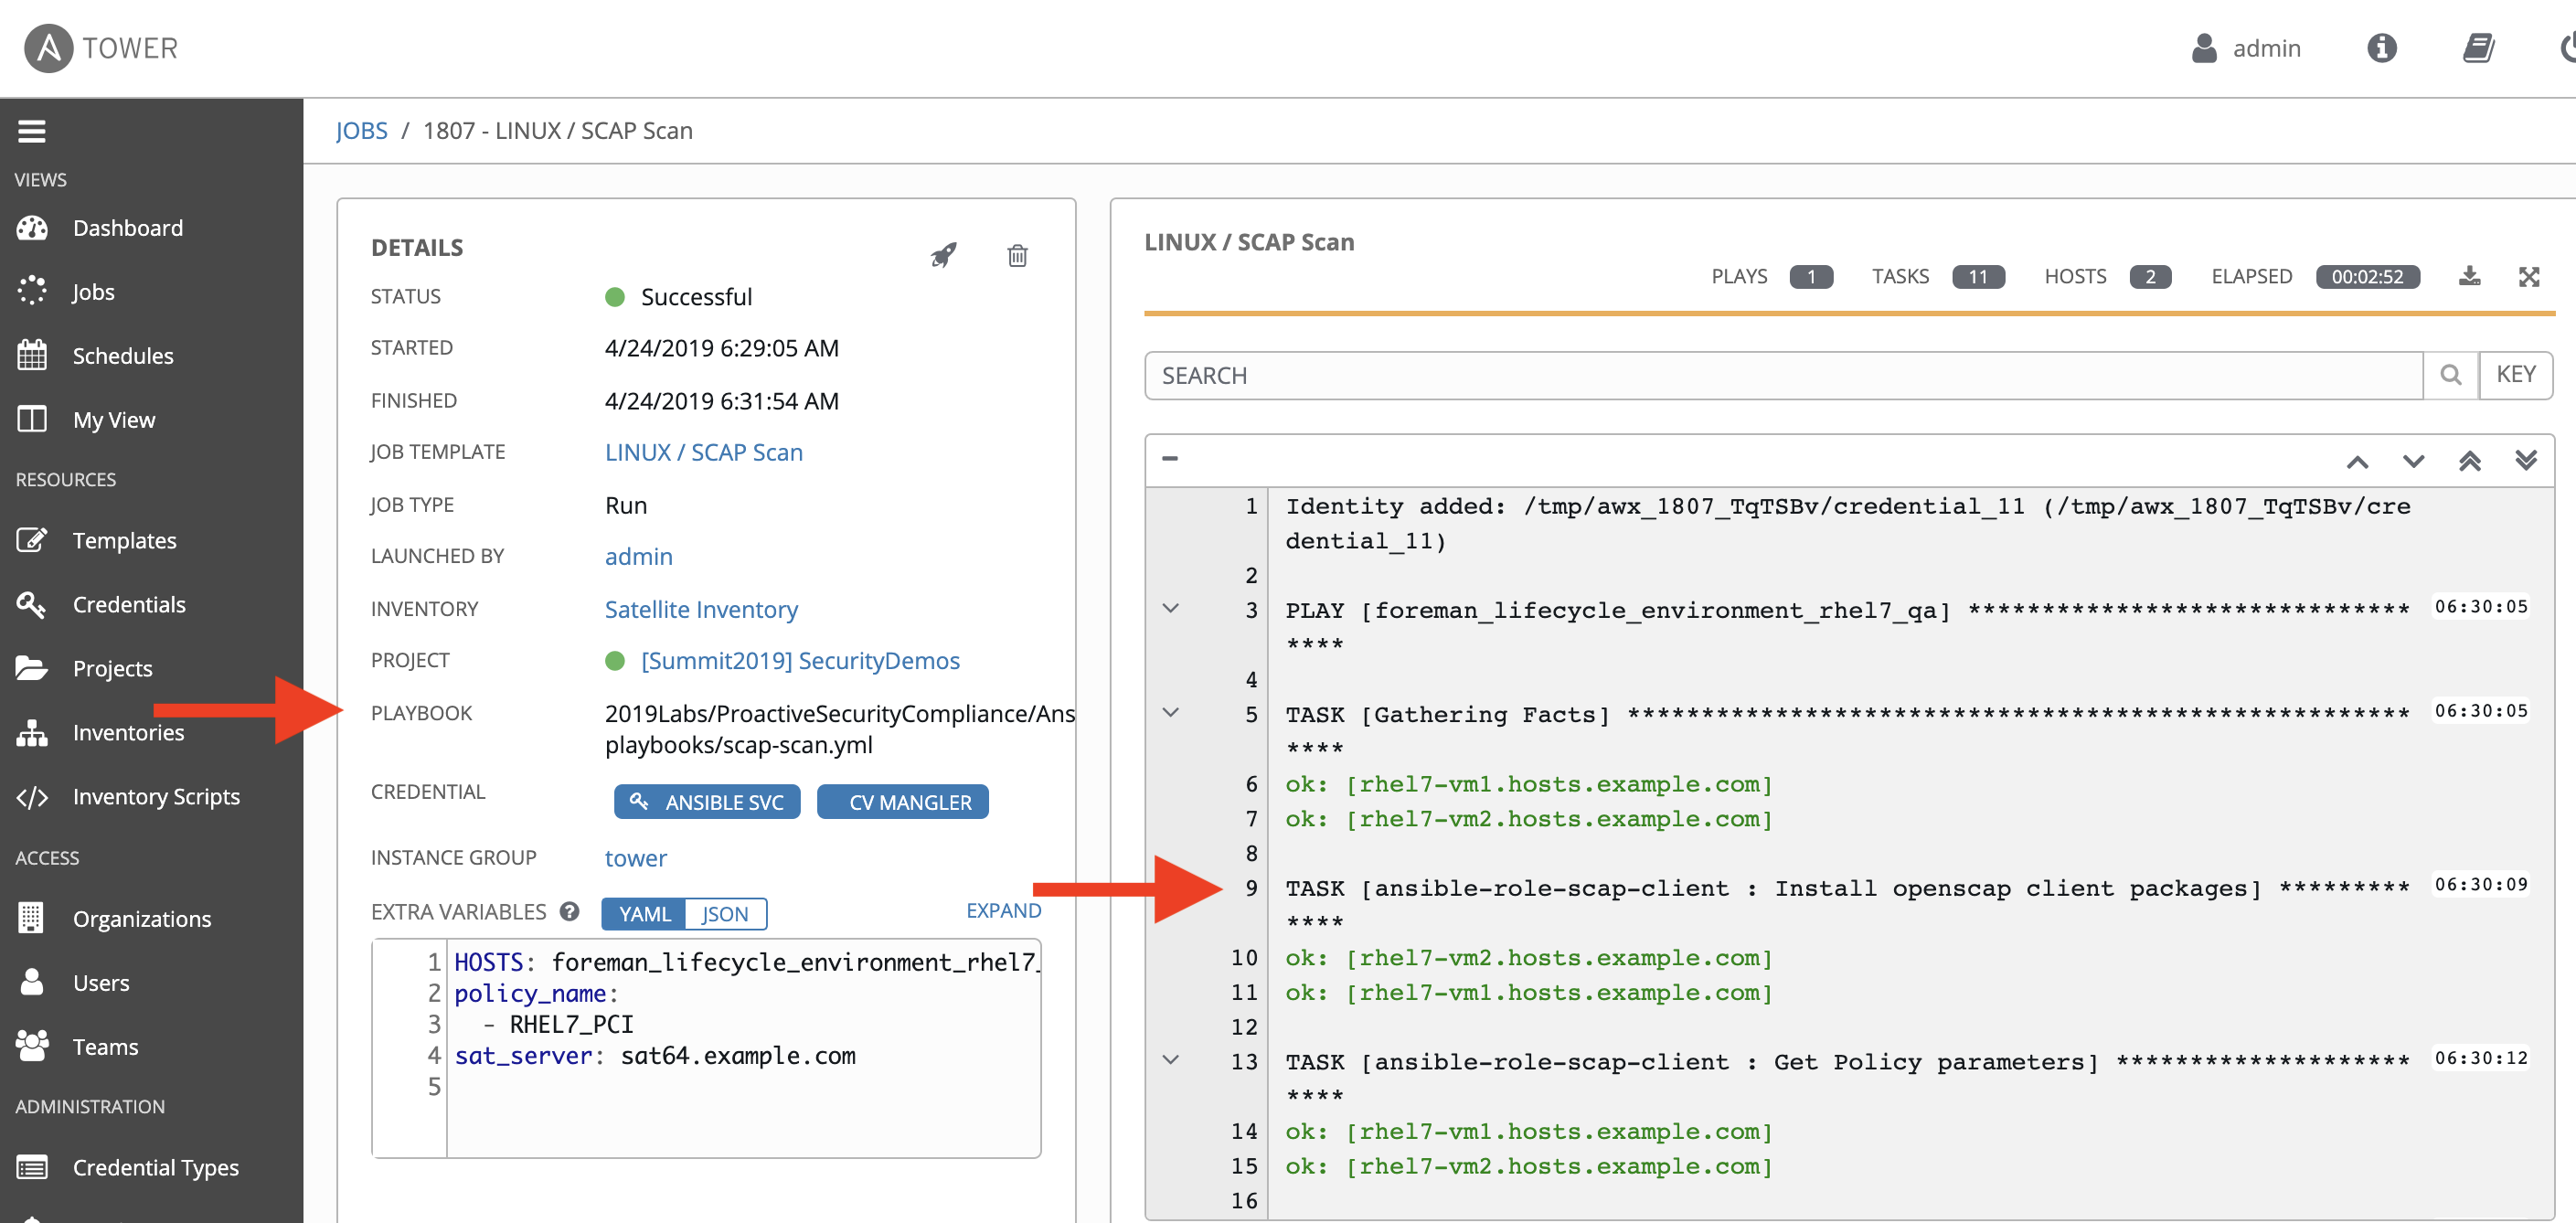 TOWER
admin
VIEWS
Dashboard
Jobs
Schedules
My View
RESOURCES
Templates
Credentials
Projects
Inventories
Inventory Scripts
ACCESS
Organizations
Users
Teams
ADMINISTRATION
Credential Types
JOBS / 1807 - LINUX / SCAP Scan
DETAILS
STATUS Successful
STARTED 4/24/2019 6:29:05 AM
FINISHED 4/24/2019 6:31:54 AM
JOB TEMPLATE LINUX / SCAP Scan
JOB TYPE Run
LAUNCHED BY admin
INVENTORY Satellite Inventory
PROJECT [Summit2019] SecurityDemos
PLAYBOOK 2019Labs/ProactiveSecurityCompliance/Ans
playbooks/scap-scan.yml
CREDENTIAL ANSIBLE SVC CV MANGLER
INSTANCE GROUP tower
EXTRA VARIABLES ? YAML JSON EXPAND
1 HOSTS: foreman_lifecycle_environment_rhel7_
2 policy_name:
3 - RHEL7_PCI
4 sat_server: sat64.example.com
5
LINUX / SCAP Scan
PLAYS 1 TASKS 11 HOSTS 2 ELAPSED 00:02:52
SEARCH KEY
1 Identity added: /tmp/awx_1807_TqTSBv/credential_11 (/tmp/awx_1807_TqTSBv/cre
dential_11)
2
3 PLAY [foreman_lifecycle_environment_rhel7_qa] ****************************** 06:30:05
****
4
5 TASK [Gathering Facts] ***************************************************** 06:30:05
****
6 ok: [rhel7-vm1.hosts.example.com]
7 ok: [rhel7-vm2.hosts.example.com]
8
9 TASK [ansible-role-scap-client : Install openscap client packages] ********* 06:30:09
****
10 ok: [rhel7-vm2.hosts.example.com]
11 ok: [rhel7-vm1.hosts.example.com]
12
13 TASK [ansible-role-scap-client : Get Policy parameters] ******************** 06:30:12
****
14 ok: [rhel7-vm1.hosts.example.com]
15 ok: [rhel7-vm2.hosts.example.com]
16